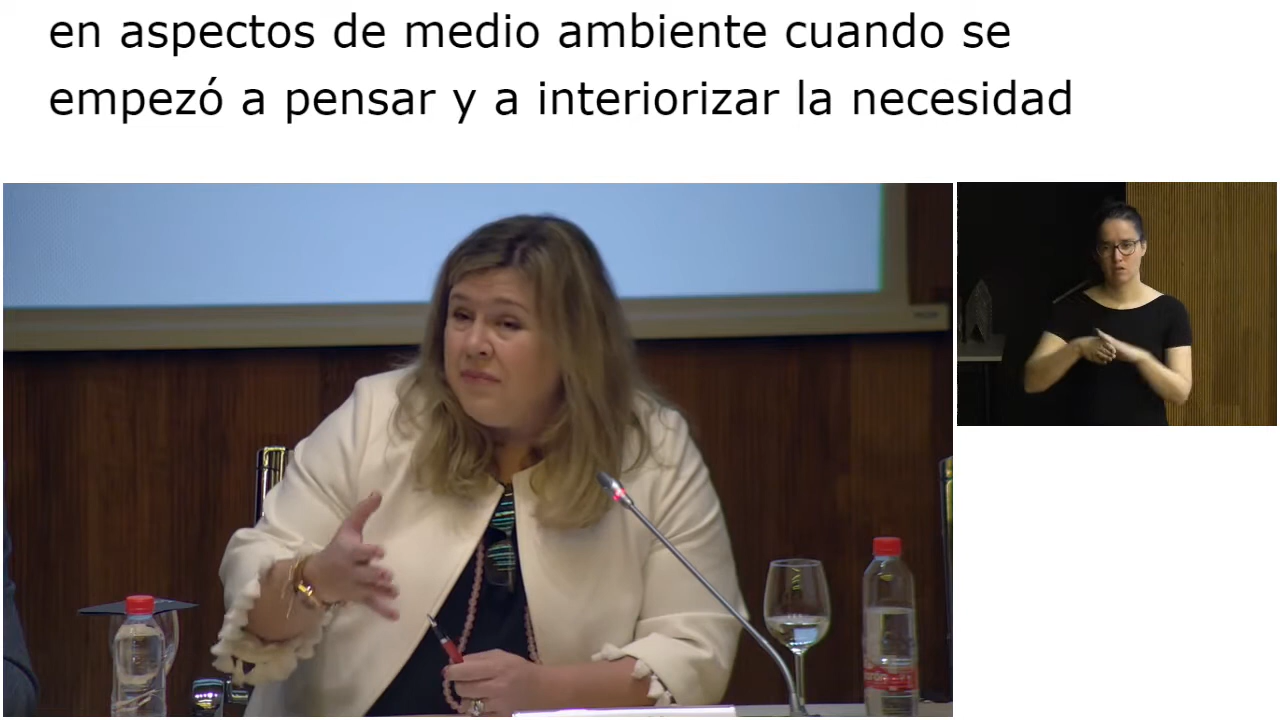 en aspectos de medio ambiente cuando se
empezó a pensar y a interiorizar la necesidad